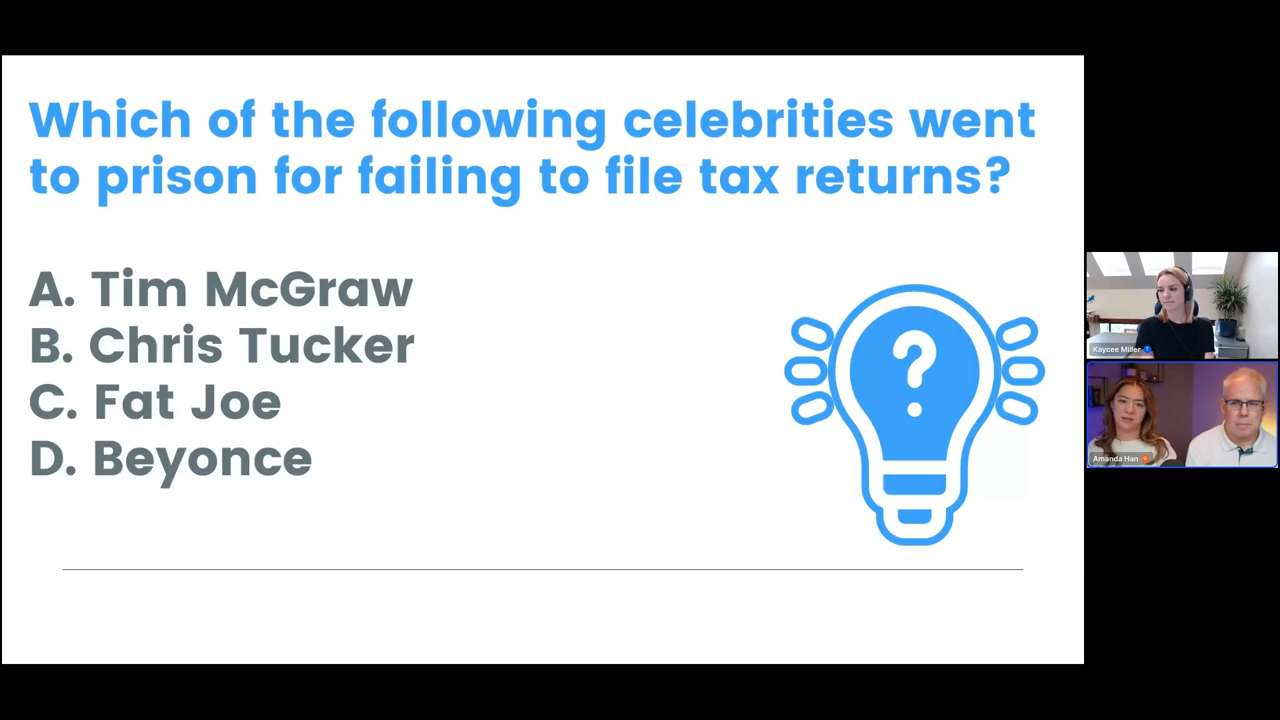 Which of the following celebrities went
to prison for failing to file tax returns?
A. Tim McGraw
B. Chris Tucker
C. Fat Joe
D. Beyonce
?
Kaycee Miller
Amanda Han